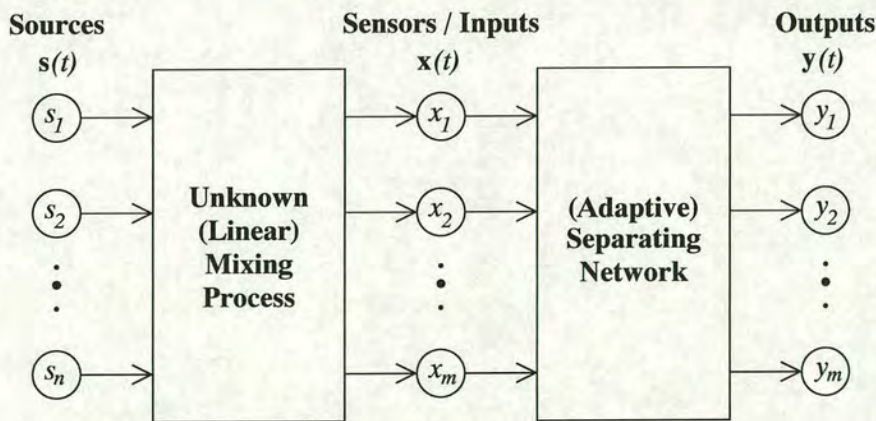 Sources
s(t)
Sensors / Inputs
x(t)
Outputs
y(t)
s1
x1
y1
s2
x2
y2
sn
xm
ym
Unknown
(Linear)
Mixing
Process
(Adaptive)
Separating
Network